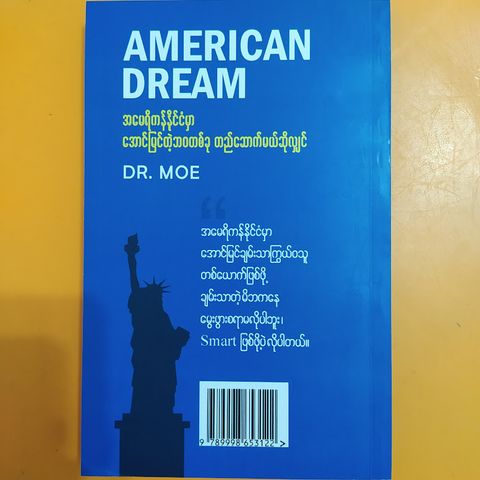 AMERICAN
DREAM
အမေရိကန်နိုင်ငံမှာ
အောင်မြင်တဲ့ဘဝတစ်ခု တည်ဆောက်မယ်ဆိုလျှင်
DR. MOE
“
အမေရိကန်နိုင်ငံမှာ
အောင်မြင်ချမ်းသာကြွယ်ဝသူ
တစ်ယောက်ဖြစ်ဖို့
ချမ်းသာတဲ့မိဘကနေ
မွေးဖွားစရာမလိုပါဘူး၊
Smart ဖြစ်ဖို့ပဲ လိုပါတယ်။
9 789998 653122 >